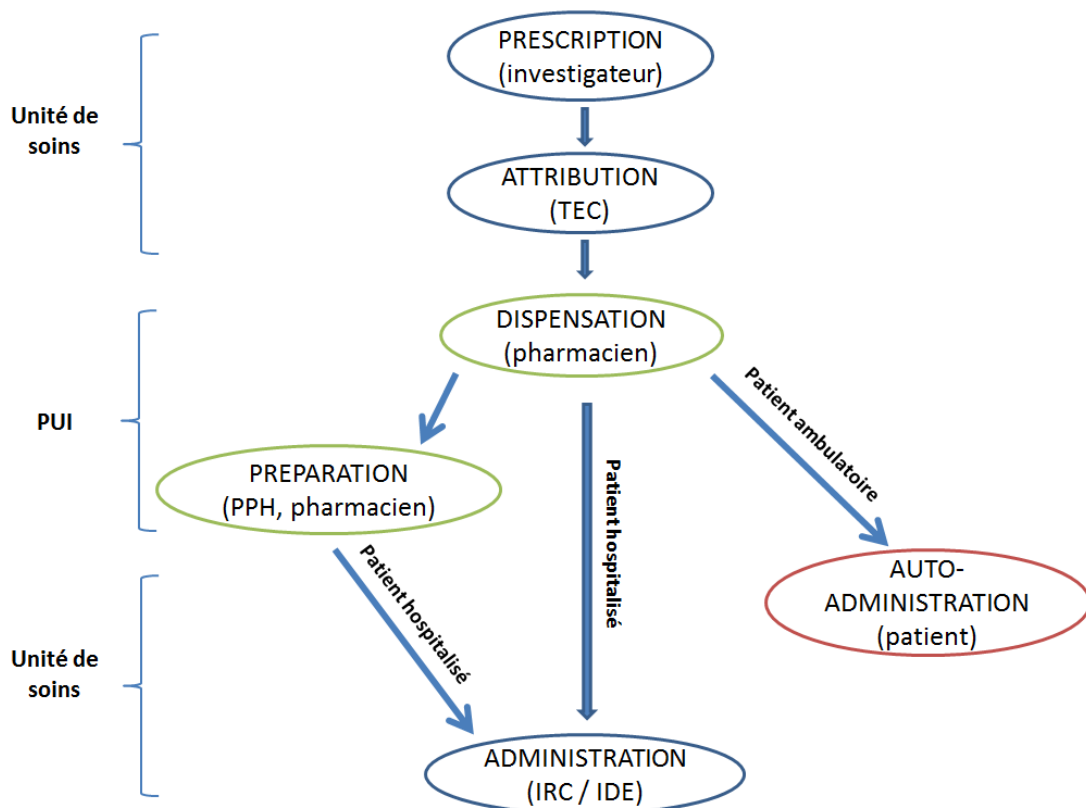 PRESCRIPTION
(investigateur)
Unité de
soins
ATTRIBUTION
(TEC)
DISPENSATION
(pharmacien)
Patient ambulatoire
PUI
PREPARATION
(PPH, pharmacien)
Patient hospitalisé
Patient hospitalisé
AUTO-
ADMINISTRATION
(patient)
Unité de
soins
ADMINISTRATION
(IRC / IDE)